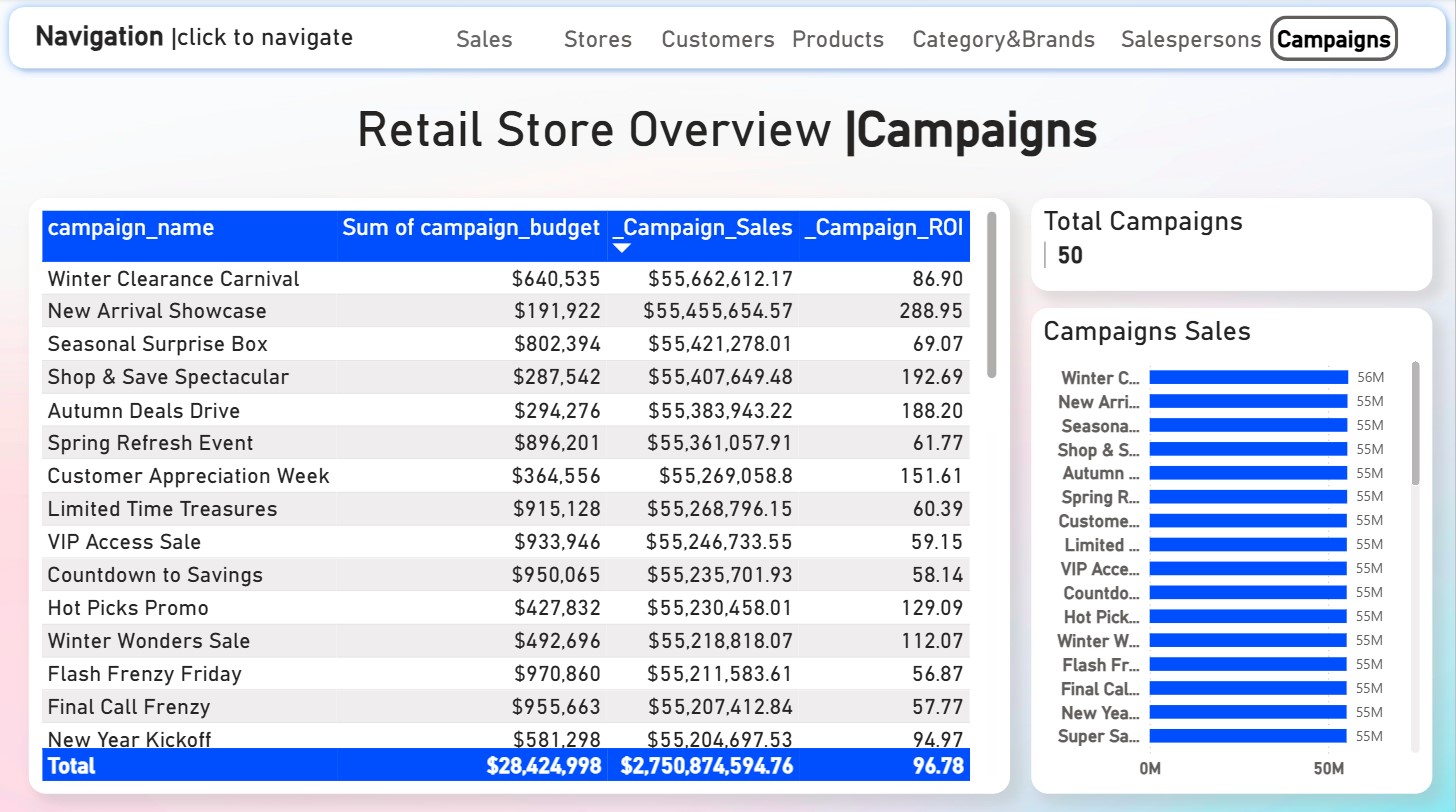 Navigation |click to navigate Sales Stores Customers Products Category&Brands Salespersons Campaigns
Retail Store Overview |Campaigns
campaign_name Sum of campaign_budget _Campaign_Sales _Campaign_ROI
Winter Clearance Carnival $640,535 $55,662,612.17 86.90
New Arrival Showcase $191,922 $55,455,654.57 288.95
Seasonal Surprise Box $802,394 $55,421,278.01 69.07
Shop & Save Spectacular $287,542 $55,407,649.48 192.69
Autumn Deals Drive $294,276 $55,383,943.22 188.20
Spring Refresh Event $896,201 $55,361,057.91 61.77
Customer Appreciation Week $364,556 $55,269,058.8 151.61
Limited Time Treasures $915,128 $55,268,796.15 60.39
VIP Access Sale $933,946 $55,246,733.55 59.15
Countdown to Savings $950,065 $55,235,701.93 58.14
Hot Picks Promo $427,832 $55,230,458.01 129.09
Winter Wonders Sale $492,696 $55,218,818.07 112.07
Flash Frenzy Friday $970,860 $55,211,583.61 56.87
Final Call Frenzy $955,663 $55,207,412.84 57.77
New Year Kickoff $581,298 $55,204,697.53 94.97
Total $28,424,998 $2,750,874,594.76 96.78
Total Campaigns
50
Campaigns Sales
Winter C... 56M
New Arri... 55M
Seasona... 55M
Shop & S... 55M
Autumn ... 55M
Spring R... 55M
Custome... 55M
Limited ... 55M
VIP Acce... 55M
Countdo... 55M
Hot Pick... 55M
Winter W... 55M
Flash Fr... 55M
Final Cal... 55M
New Yea... 55M
Super Sa... 55M
0M 50M